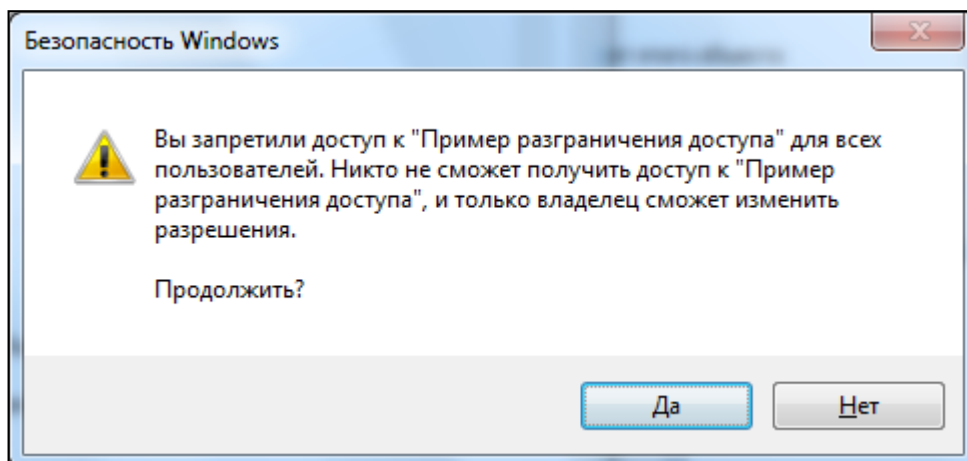 Безопасность Windows
Вы запретили доступ к "Пример разграничения доступа" для всех
пользователей. Никто не сможет получить доступ к "Пример
разграничения доступа", и только владелец сможет изменить
разрешения.
Продолжить?
Да
Нет